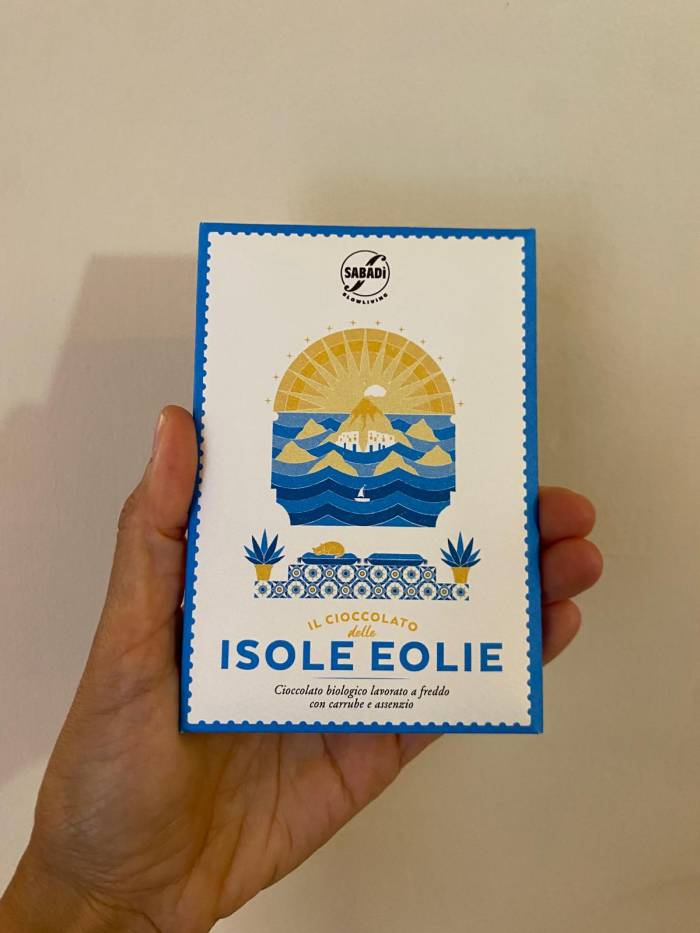 SABADÌ
SLOWLIVING
IL CIOCCOLATO
delle
ISOLE EOLIE
Cioccolato biologico lavorato a freddo
con carrube e assenzio